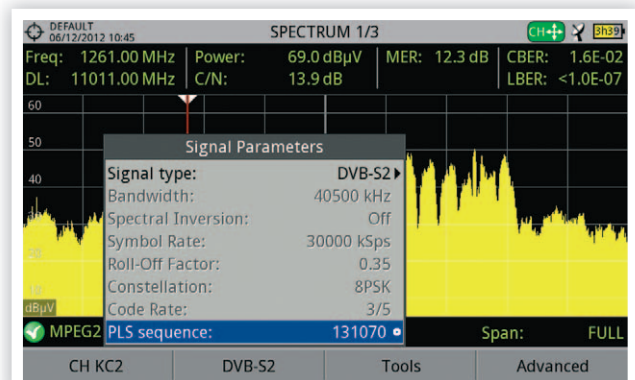 DEFAULT
06/12/2012 10:45
SPECTRUM 1/3
CH
3h39
Freq: 1261.00 MHz Power: 69.0 dBµV MER: 12.3 dB CBER: 1.6E-02
DL: 11011.00 MHz C/N: 13.9 dB LBER: <1.0E-07
60
50
40
30
20
10
dBµV
Signal Parameters
Signal type: DVB-S2
Bandwidth: 40500 kHz
Spectral Inversion: Off
Symbol Rate: 30000 kSps
Roll-Off Factor: 0.35
Constellation: 8PSK
Code Rate: 3/5
PLS sequence: 131070
MPEG2
Span: FULL
CH KC2 DVB-S2 Tools Advanced